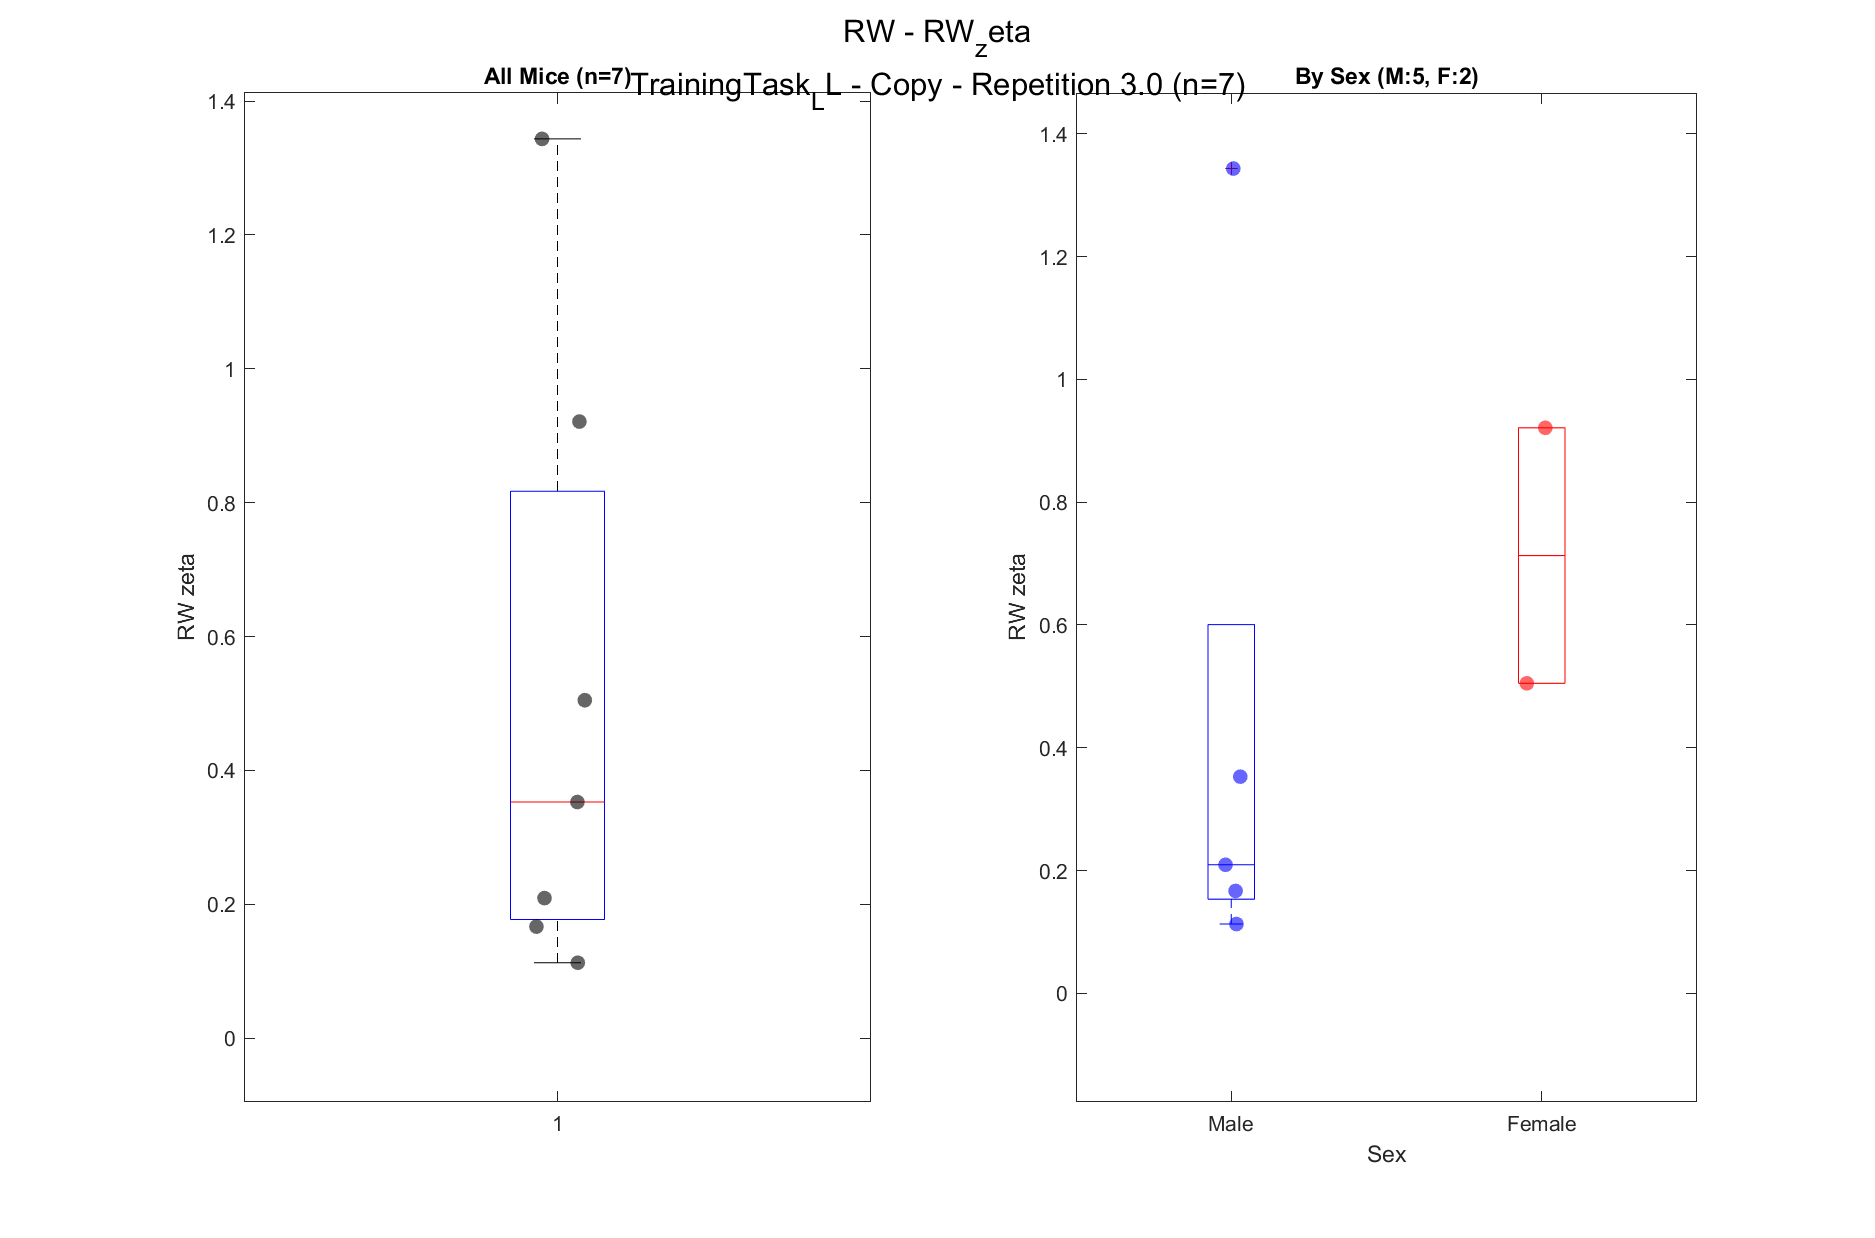 RW - RW_zeta
TrainingTask_LL - Copy - Repetition 3.0 (n=7)
All Mice (n=7)
1.4
1.2
1
0.8
0.6
0.4
0.2
0
RW zeta
1
By Sex (M:5, F:2)
1.4
1.2
1
0.8
0.6
0.4
0.2
0
RW zeta
Male
Female
Sex